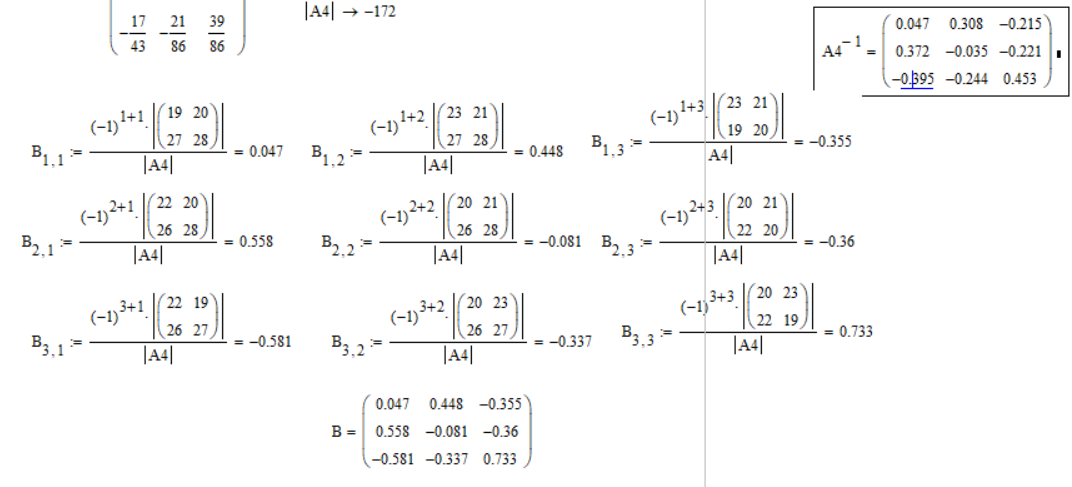 -17/43 -21/86 39/86
|A4| → -172
A4^-1 = ( 0.047 0.308 -0.215
0.372 -0.035 -0.221
-0.395 -0.244 0.453 )
B1,1 := (-1)^1+1 · |( 19 20 ; 27 28 )| / |A4| = 0.047
B1,2 := (-1)^1+2 · |( 23 21 ; 27 28 )| / |A4| = 0.448
B1,3 := (-1)^1+3 · |( 23 21 ; 19 20 )| / A4| = -0.355
B2,1 := (-1)^2+1 · |( 22 20 ; 26 28 )| / |A4| = 0.558
B2,2 := (-1)^2+2 · |( 20 21 ; 26 28 )| / |A4| = -0.081
B2,3 := (-1)^2+3 · |( 20 21 ; 22 20 )| / |A4| = -0.36
B3,1 := (-1)^3+1 · |( 22 19 ; 26 27 )| / |A4| = -0.581
B3,2 := (-1)^3+2 · |( 20 23 ; 26 27 )| / |A4| = -0.337
B3,3 := (-1)^3+3 · |( 20 23 ; 22 19 )| / |A4| = 0.733
B = ( 0.047 0.448 -0.355
0.558 -0.081 -0.36
-0.581 -0.337 0.733 )